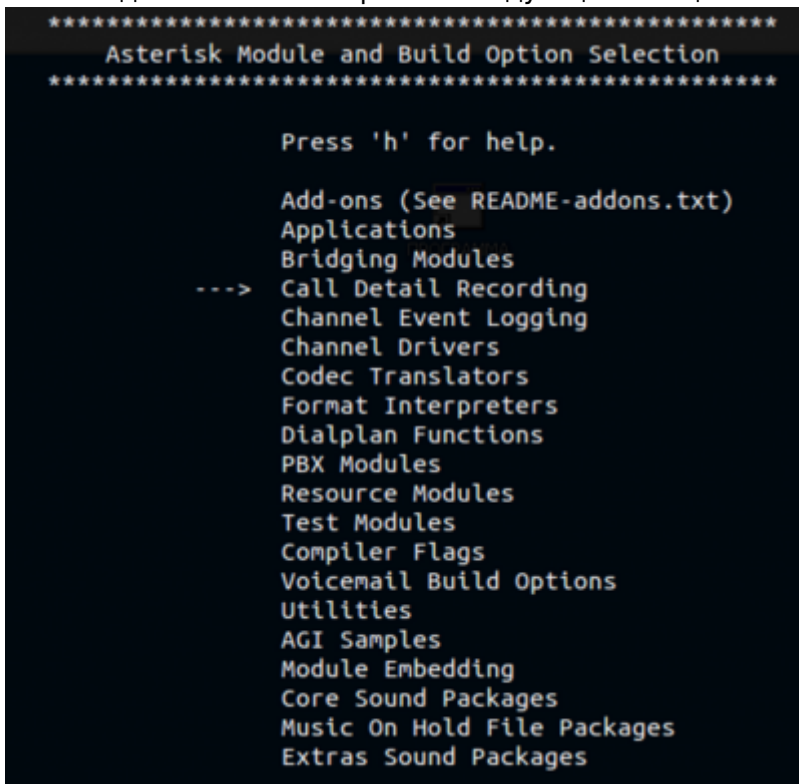 ****************************************************
Asterisk Module and Build Option Selection
****************************************************
Press 'h' for help.
Add-ons (See README-addons.txt)
Applications
Bridging Modules
---> Call Detail Recording
Channel Event Logging
Channel Drivers
Codec Translators
Format Interpreters
Dialplan Functions
PBX Modules
Resource Modules
Test Modules
Compiler Flags
Voicemail Build Options
Utilities
AGI Samples
Module Embedding
Core Sound Packages
Music On Hold File Packages
Extras Sound Packages